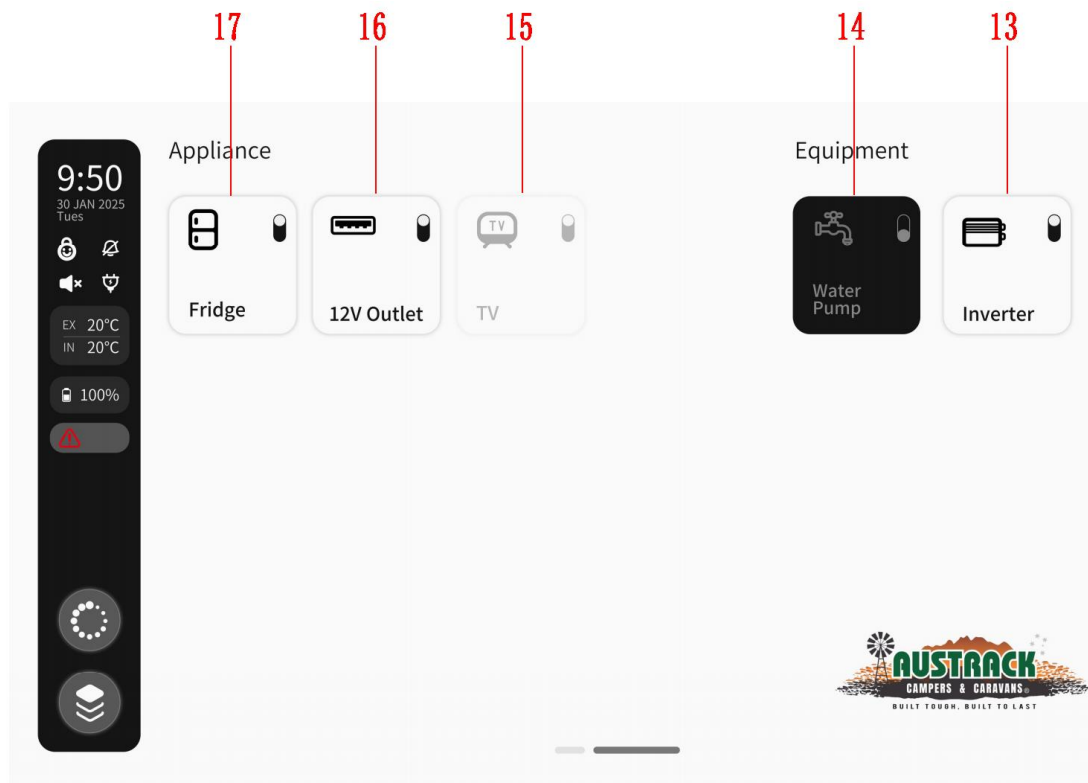 17
16
15
14
13
9:50
30 JAN 2025
Tues
EX 20°C
IN 20°C
100%
Appliance
Fridge
12V Outlet
TV
TV
Equipment
Water
Pump
Inverter
AUSTRACK
CAMPERS & CARAVANS®
BUILT TOUGH, BUILT TO LAST